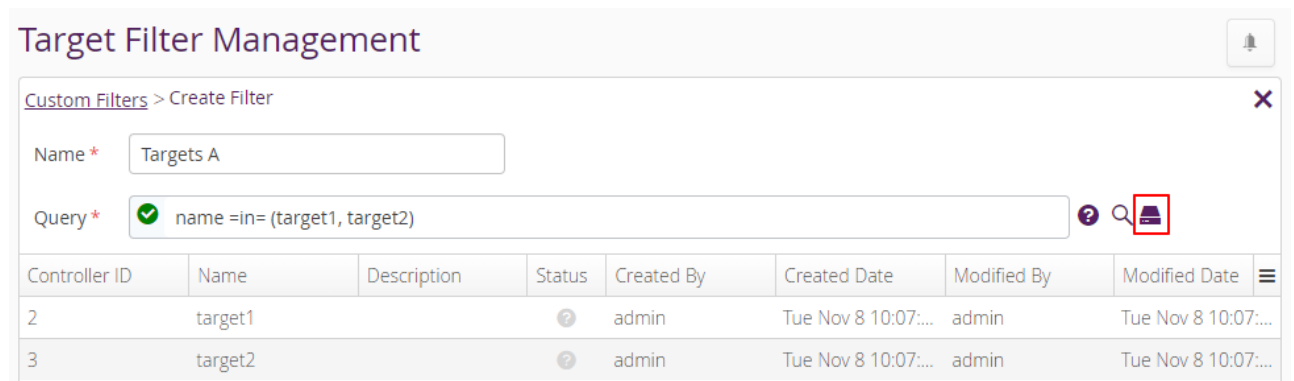 Target Filter Management
Custom Filters > Create Filter
Name * Targets A
Query * name =in= (target1, target2)
Controller ID Name Description Status Created By Created Date Modified By Modified Date
2 target1 admin Tue Nov 8 10:07:... admin Tue Nov 8 10:07:...
3 target2 admin Tue Nov 8 10:07:... admin Tue Nov 8 10:07:...